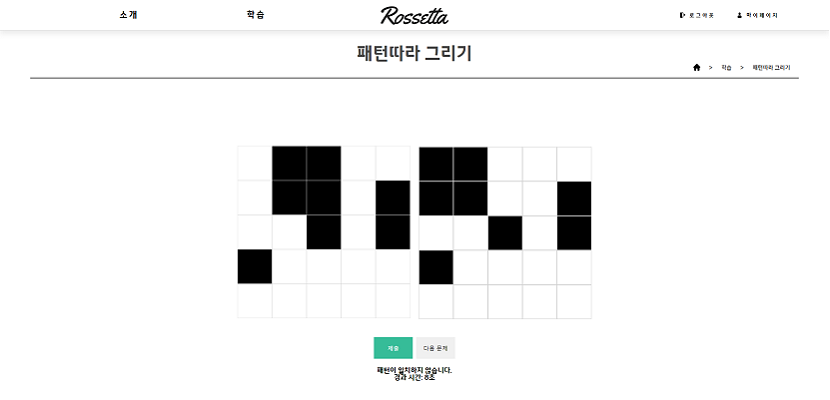 소개
학습
Rossetta
로그아웃
마이페이지
패턴따라 그리기
> 학습 > 패턴따라 그리기
제출
다음 문제
패턴이 일치하지 않습니다.
경과 시간: 8초